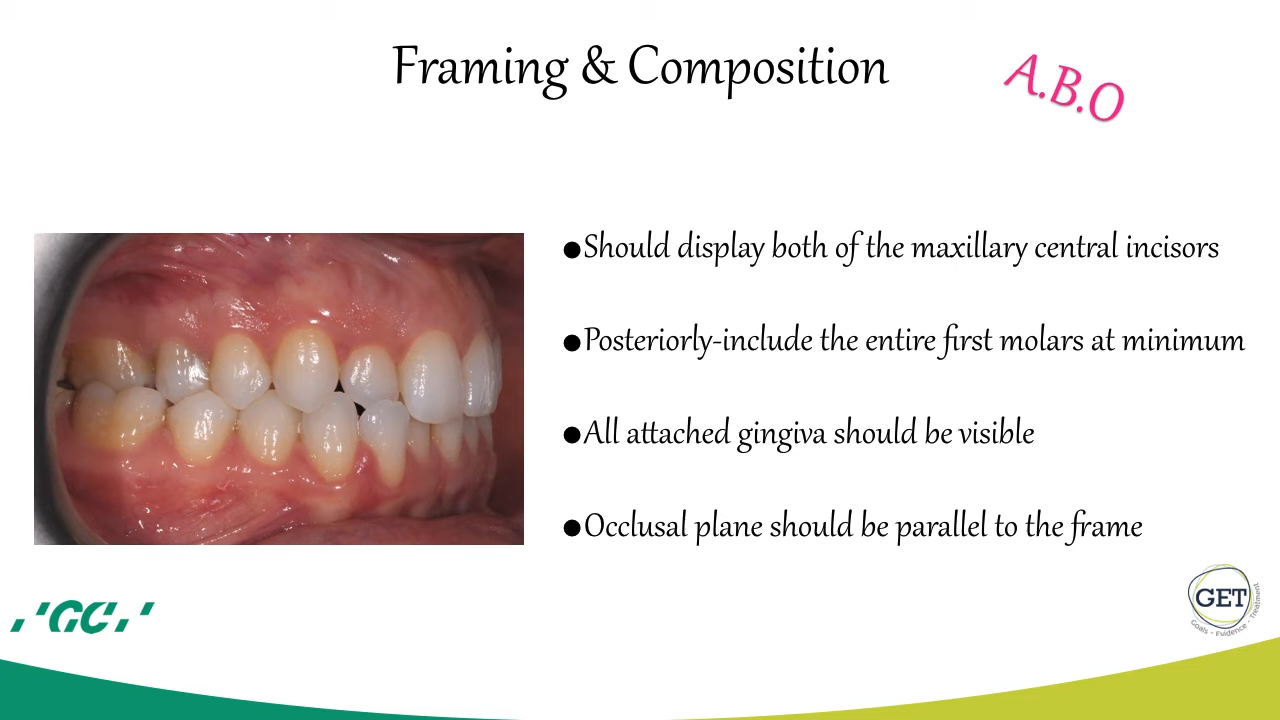 Framing & Composition
A.B.O
●Should display both of the maxillary central incisors
●Posteriorly-include the entire first molars at minimum
●All attached gingiva should be visible
●Occlusal plane should be parallel to the frame
GC
GET
Goals - Evidence - Treatment